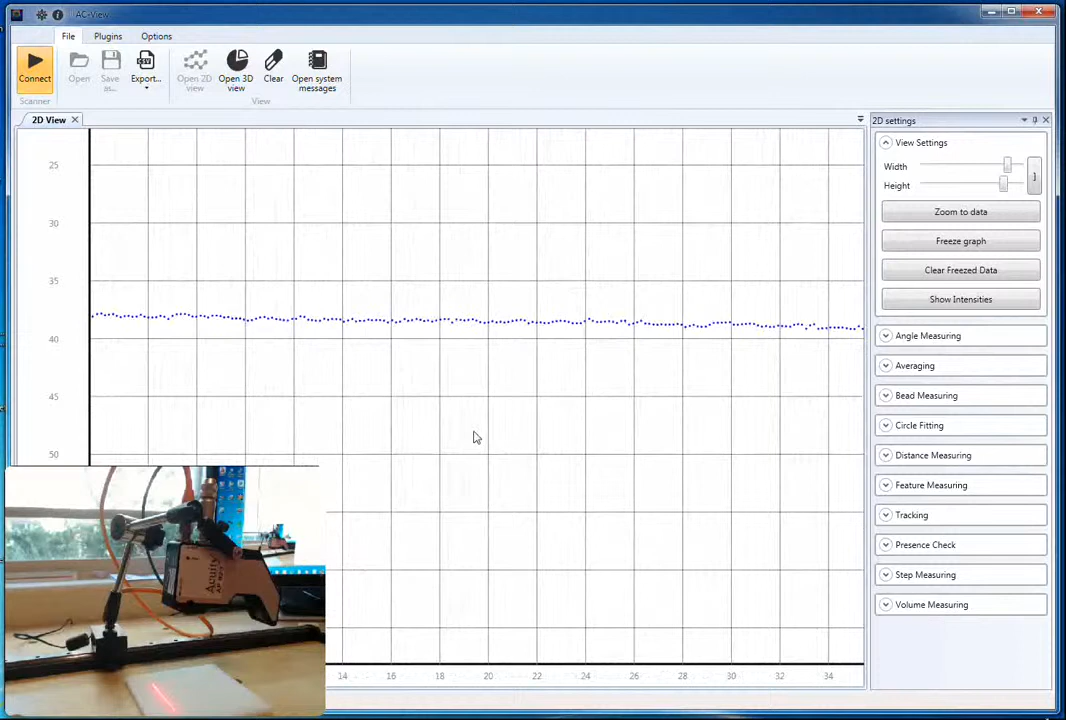 AC-View
File Plugins Options
Connect
Open
Save as...
Export...
CSV
Open 2D view
Open 3D view
Clear
Open system messages
Scanner
View
2D View
2D settings
25
30
35
40
45
50
14 16 18 20 22 24 26 28 30 32 34
View Settings
Width
Height
Zoom to data
Freeze graph
Clear Freezed Data
Show Intensities
Angle Measuring
Averaging
Bead Measuring
Circle Fitting
Distance Measuring
Feature Measuring
Tracking
Presence Check
Step Measuring
Volume Measuring
Acuity